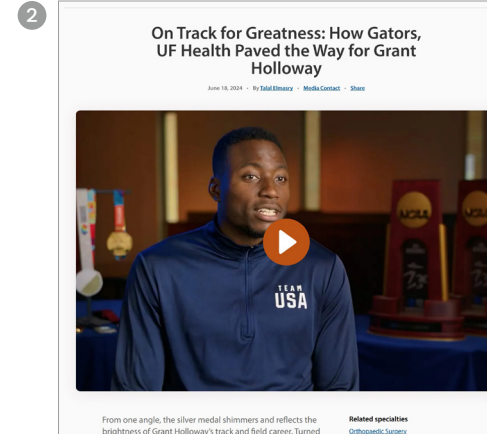 2
On Track for Greatness: How Gators,
UF Health Paved the Way for Grant
Holloway
June 18, 2024 • By Talal Elmasry • Media Contact • Share
TEAM
USA
NCAA
NCAA
From one angle, the silver medal shimmers and reflects the
brightness of Grant Holloway's track and field career. Turned
Related specialties
Orthopaedic Surgery